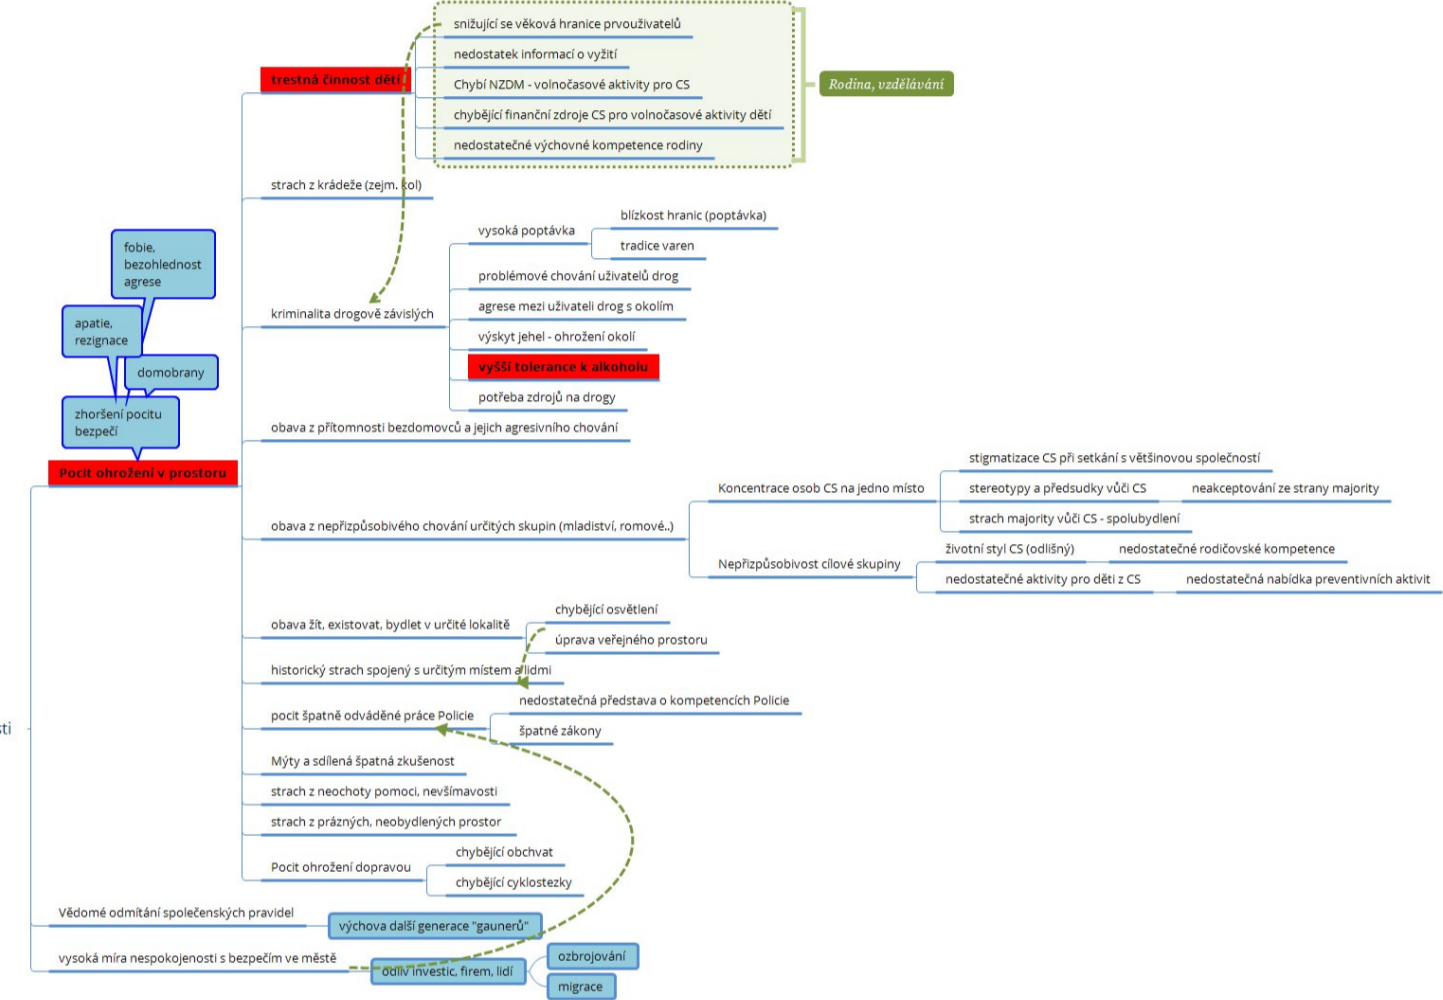 snižující se věková hranice prvouživatelů
nedostatek informací o vyžití
trestná činnost dětí
Chybí NZDM - volnočasové aktivity pro CS
Rodina, vzdělávání
chybějící finanční zdroje CS pro volnočasové aktivity dětí
nedostatečné výchovné kompetence rodiny
strach z krádeže (zejm. kol)
blízkost hranic (poptávka)
vysoká poptávka
tradice varen
fobie,
bezohlednost
agrese
problémové chování uživatelů drog
agrese mezi uživateli drog s okolím
kriminalita drogově závislých
apatie,
rezignace
výskyt jehel - ohrožení okolí
vyšší tolerance k alkoholu
domobrany
potřeba zdrojů na drogy
zhoršení pocitu
bezpečí
obava z přítomnosti bezdomovců a jejich agresivního chování
Pocit ohrožení v prostoru
stigmatizace CS při setkání s většinovou společností
Koncentrace osob CS na jedno místo
stereotypy a předsudky vůči CS
neakceptování ze strany majority
strach majority vůči CS - spolubydlení
obava z nepřizpůsobivého chování určitých skupin (mladiství, romové..)
životní styl CS (odlišný)
nedostatečné rodičovské kompetence
Nepřizpůsobivost cílové skupiny
nedostatečné aktivity pro děti z CS
nedostatečná nabídka preventivních aktivit
chybějící osvětlení
obava žít, existovat, bydlet v určité lokalitě
úprava veřejného prostoru
historický strach spojený s určitým místem a lidmi
nedostatečná představa o kompetencích Policie
pocit špatně odváděné práce Policie
špatné zákony
sti
Mýty a sdílená špatná zkušenost
strach z neochoty pomoci, nevšímavosti
strach z prázných, neobydlených prostor
chybějící obchvat
Pocit ohrožení dopravou
chybějící cyklostezky
Vědomé odmítání společenských pravidel
výchova další generace "gaunerů"
vysoká míra nespokojenosti s bezpečím ve městě
odliv investic, firem, lidí
ozbrojování
migrace